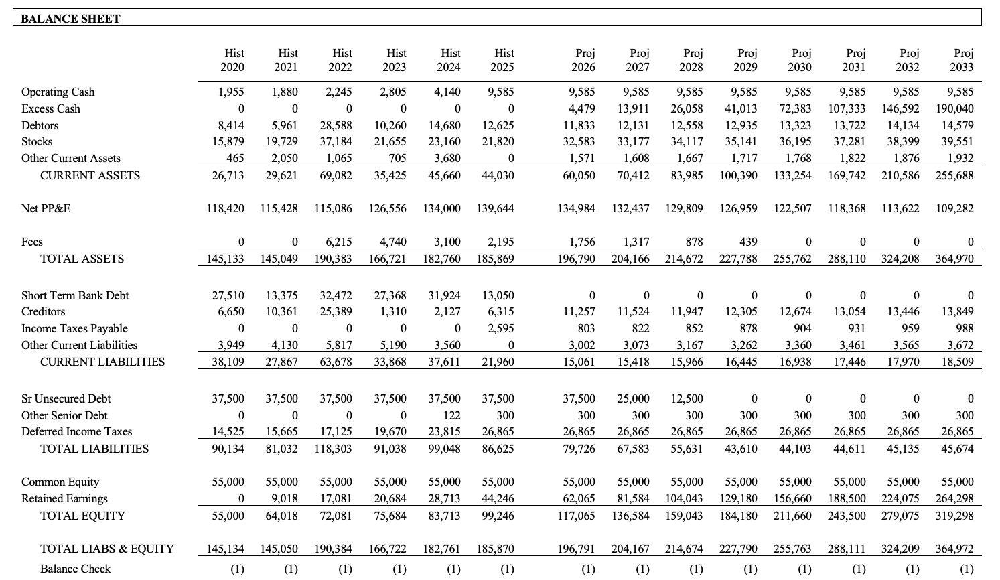 BALANCE SHEET
Hist Hist Hist Hist Hist Hist Proj Proj Proj Proj Proj Proj Proj Proj
2020 2021 2022 2023 2024 2025 2026 2027 2028 2029 2030 2031 2032 2033
Operating Cash 1,955 1,880 2,245 2,805 4,140 9,585 9,585 9,585 9,585 9,585 9,585 9,585 9,585 9,585
Excess Cash 0 0 0 0 0 0 4,479 13,911 26,058 41,013 72,383 107,333 146,592 190,040
Debtors 8,414 5,961 28,588 10,260 14,680 12,625 11,833 12,131 12,558 12,935 13,323 13,722 14,134 14,579
Stocks 15,879 19,729 37,184 21,655 23,160 21,820 32,583 33,177 34,117 35,141 36,195 37,281 38,399 39,551
Other Current Assets 465 2,050 1,065 705 3,680 0 1,571 1,608 1,667 1,717 1,768 1,822 1,876 1,932
CURRENT ASSETS 26,713 29,621 69,082 35,425 45,660 44,030 60,050 70,412 83,985 100,390 133,254 169,742 210,586 255,688
Net PP&E 118,420 115,428 115,086 126,556 134,000 139,644 134,984 132,437 129,809 126,959 122,507 118,368 113,622 109,282
Fees 0 0 6,215 4,740 3,100 2,195 1,756 1,317 878 439 0 0 0 0
TOTAL ASSETS 145,133 145,049 190,383 166,721 182,760 185,869 196,790 204,166 214,672 227,788 255,762 288,110 324,208 364,970
Short Term Bank Debt 27,510 13,375 32,472 27,368 31,924 13,050 0 0 0 0 0 0 0 0
Creditors 6,650 10,361 25,389 1,310 2,127 6,315 11,257 11,524 11,947 12,305 12,674 13,054 13,446 13,849
Income Taxes Payable 0 0 0 0 0 2,595 803 822 852 878 904 931 959 988
Other Current Liabilities 3,949 4,130 5,817 5,190 3,560 0 3,002 3,073 3,167 3,262 3,360 3,461 3,565 3,672
CURRENT LIABILITIES 38,109 27,867 63,678 33,868 37,611 21,960 15,061 15,418 15,966 16,445 16,938 17,446 17,970 18,509
Sr Unsecured Debt 37,500 37,500 37,500 37,500 37,500 37,500 37,500 25,000 12,500 0 0 0 0 0
Other Senior Debt 0 0 0 0 122 300 300 300 300 300 300 300 300 300
Deferred Income Taxes 14,525 15,665 17,125 19,670 23,815 26,865 26,865 26,865 26,865 26,865 26,865 26,865 26,865 26,865
TOTAL LIABILITIES 90,134 81,032 118,303 91,038 99,048 86,625 79,726 67,583 55,631 43,610 44,103 44,611 45,135 45,674
Common Equity 55,000 55,000 55,000 55,000 55,000 55,000 55,000 55,000 55,000 55,000 55,000 55,000 55,000 55,000
Retained Earnings 0 9,018 17,081 20,684 28,713 44,246 62,065 81,584 104,043 129,180 156,660 188,500 224,075 264,298
TOTAL EQUITY 55,000 64,018 72,081 75,684 83,713 99,246 117,065 136,584 159,043 184,180 211,660 243,500 279,075 319,298
TOTAL LIABS & EQUITY 145,134 145,050 190,384 166,722 182,761 185,870 196,791 204,167 214,674 227,790 255,763 288,111 324,209 364,972
Balance Check (1) (1) (1) (1) (1) (1) (1) (1) (1) (1) (1) (1) (1) (1)